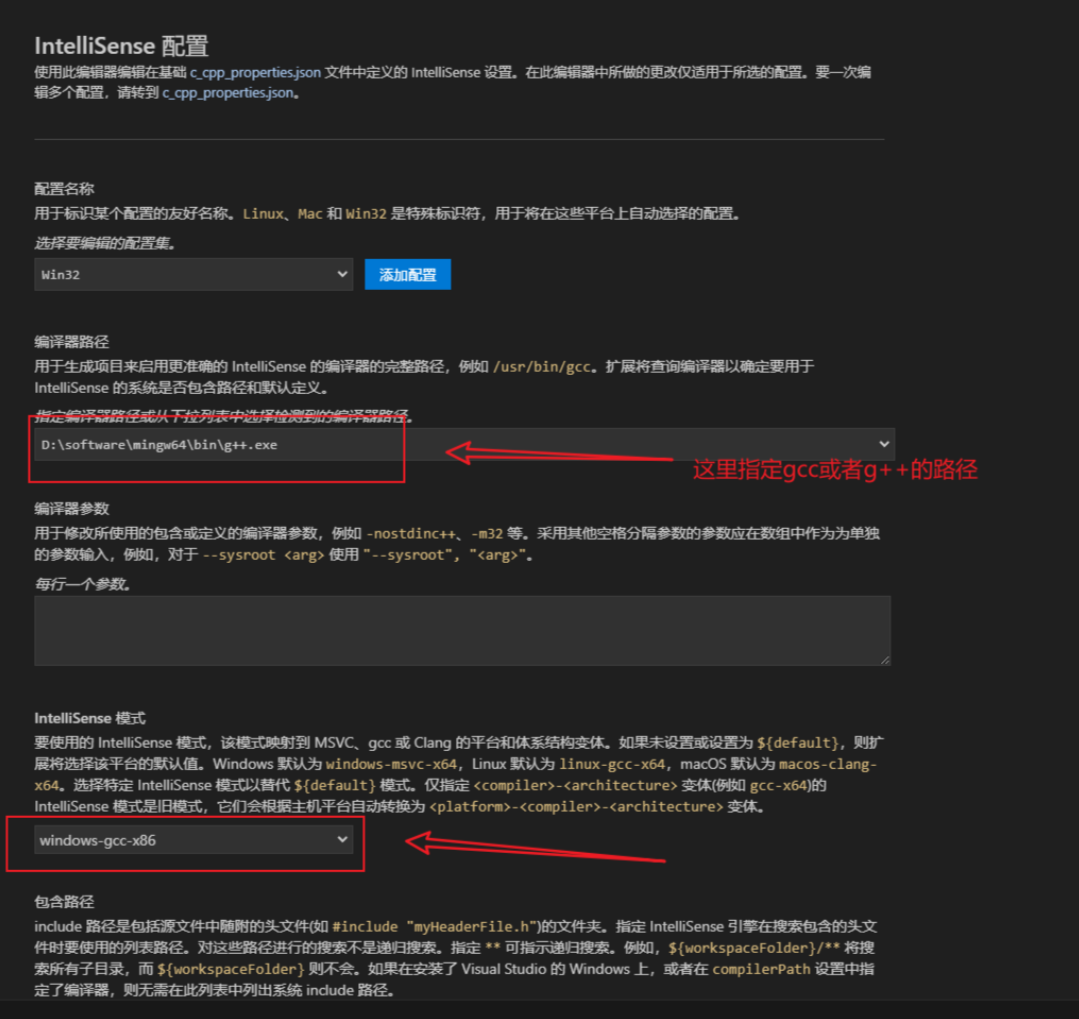 IntelliSense 配置
使用此编辑器编辑在基础 c_cpp_properties.json 文件中定义的 IntelliSense 设置。在此编辑器中所做的更改仅适用于所选的配置。要一次编
辑多个配置，请转到 c_cpp_properties.json。
配置名称
用于标识某个配置的友好名称。Linux、Mac 和 Win32 是特殊标识符，用于将在这些平台上自动选择的配置。
选择要编辑的配置集。
Win32
添加配置
编译器路径
用于生成项目来启用更准确的 IntelliSense 的编译器的完整路径，例如 /usr/bin/gcc。扩展将查询编译器以确定要用于
IntelliSense 的系统是否包含路径和默认定义。
指定编译器路径或从下拉列表中选择检测到的编译器路径。
D:\software\mingw64\bin\g++.exe
这里指定gcc或者g++的路径
编译器参数
用于修改所使用的包含或定义的编译器参数，例如 -nostdinc++、-m32 等。采用其他空格分隔参数的参数应在数组中作为为单独
的参数输入，例如，对于 --sysroot <arg> 使用 "--sysroot", "<arg>"。
每行一个参数。
IntelliSense 模式
要使用的 IntelliSense 模式，该模式映射到 MSVC、gcc 或 Clang 的平台和体系结构变体。如果未设置或设置为 ${default}，则扩
展将选择该平台的默认值。Windows 默认为 windows-msvc-x64，Linux 默认为 linux-gcc-x64，macOS 默认为 macos-clang-
x64。选择特定 IntelliSense 模式以替代 ${default} 模式。仅指定 <compiler>-<architecture> 变体(例如 gcc-x64)的
IntelliSense 模式是旧模式，它们会根据主机平台自动转换为 <platform>-<compiler>-<architecture> 变体。
windows-gcc-x86
包含路径
include 路径是包括源文件中随附的头文件(如 #include "myHeaderFile.h")的文件夹。指定 IntelliSense 引擎在搜索包含的头文
件时要使用的列表路径。对这些路径进行的搜索不是递归搜索。指定 ** 可指示递归搜索。例如，${workspaceFolder}/** 将搜
索所有子目录，而 ${workspaceFolder} 则不会。如果在安装了 Visual Studio 的 Windows 上，或者在 compilerPath 设置中指
定了编译器，则无需在此列表中列出系统 include 路径。